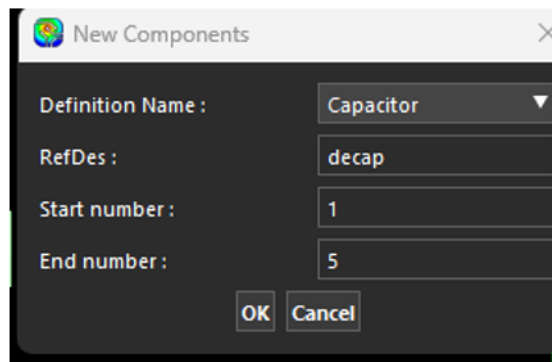 New Components
Definition Name : Capacitor
RefDes : decap
Start number : 1
End number : 5
OK Cancel